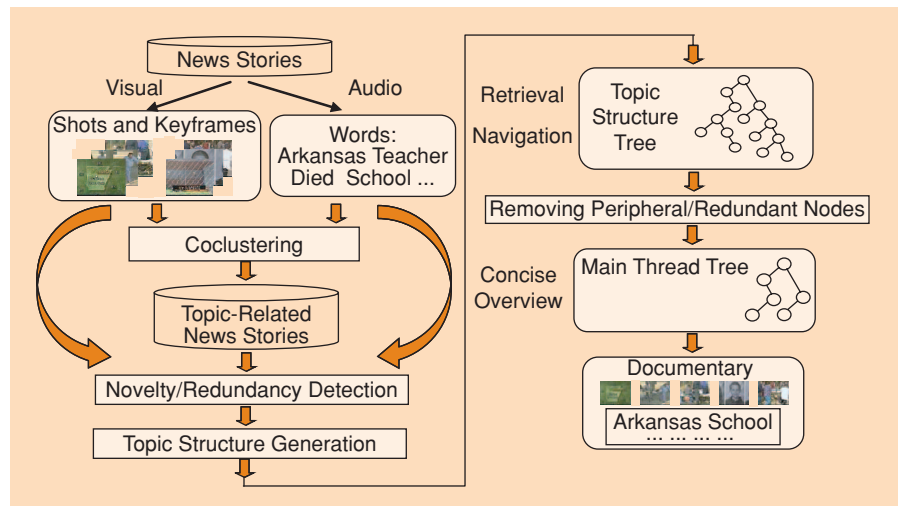 News Stories
Visual
Audio
Shots and Keyframes
Words:
Arkansas Teacher
Died School ...
Coclustering
Topic-Related
News Stories
Novelty/Redundancy Detection
Topic Structure Generation
Retrieval
Navigation
Topic
Structure
Tree
Removing Peripheral/Redundant Nodes
Concise
Overview
Main Thread Tree
Documentary
Arkansas School
... ... ... ...